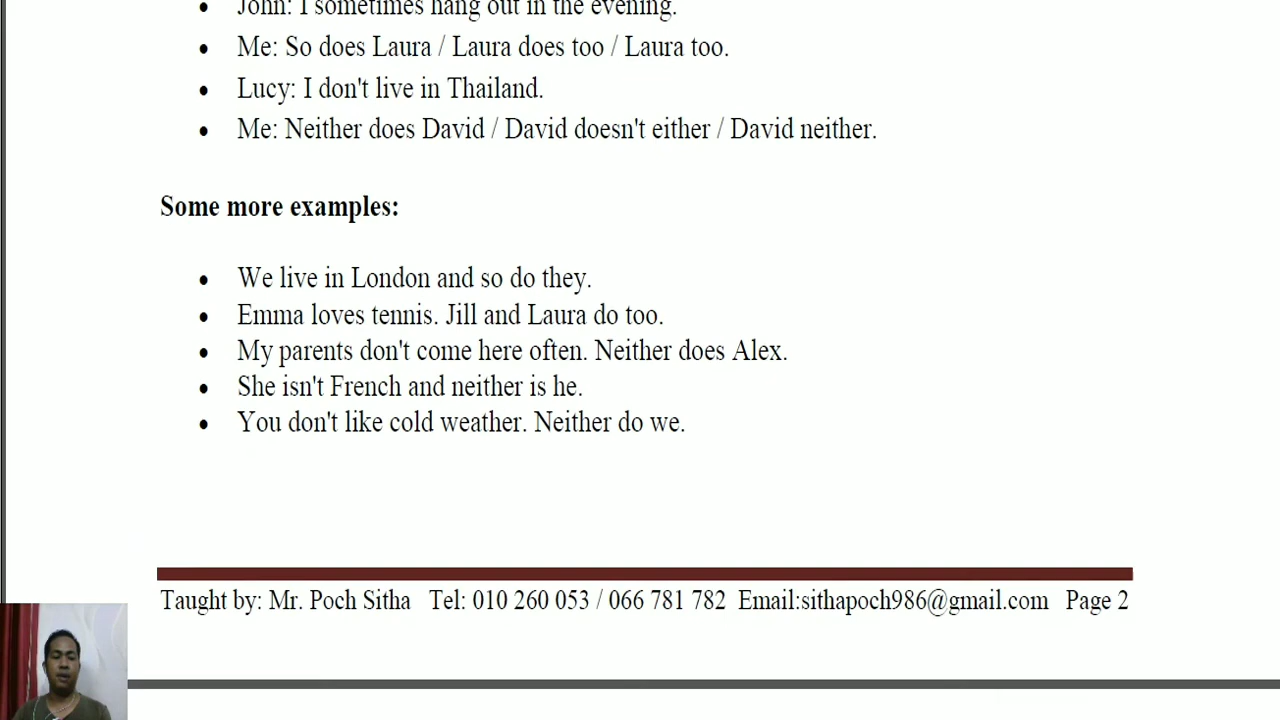 • John: I sometimes hang out in the evening.
• Me: So does Laura / Laura does too / Laura too.
• Lucy: I don't live in Thailand.
• Me: Neither does David / David doesn't either / David neither.
Some more examples:
• We live in London and so do they.
• Emma loves tennis. Jill and Laura do too.
• My parents don't come here often. Neither does Alex.
• She isn't French and neither is he.
• You don't like cold weather. Neither do we.
Taught by: Mr. Poch Sitha Tel: 010 260 053 / 066 781 782 Email:sithapoch986@gmail.com Page 2